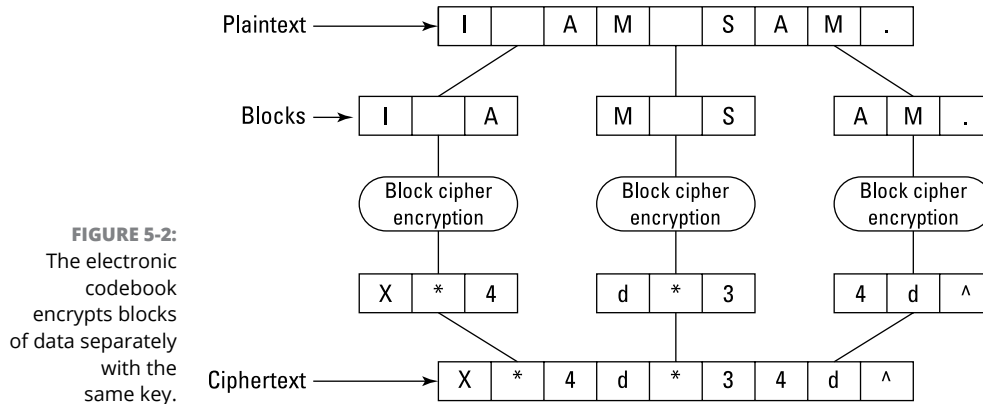 Plaintext
I A M S A M .
Blocks
I A
M S
A M .
Block cipher
encryption
Block cipher
encryption
Block cipher
encryption
FIGURE 5-2:
The electronic
codebook
encrypts blocks
of data separately
with the
same key.
X * 4
d * 3
4 d ^
Ciphertext
X * 4 d * 3 4 d ^